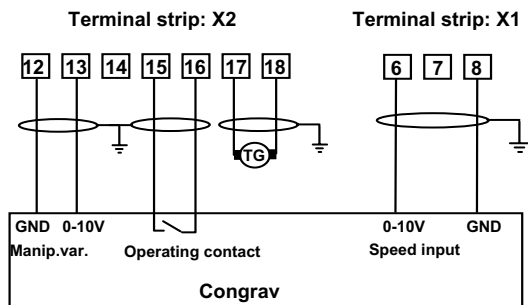 Terminal strip: X2 Terminal strip: X1
12 13 14 15 16 17 18 6 7 8
TG
GND 0-10V 0-10V GND
Manip.var. Operating contact Speed input
Congrav